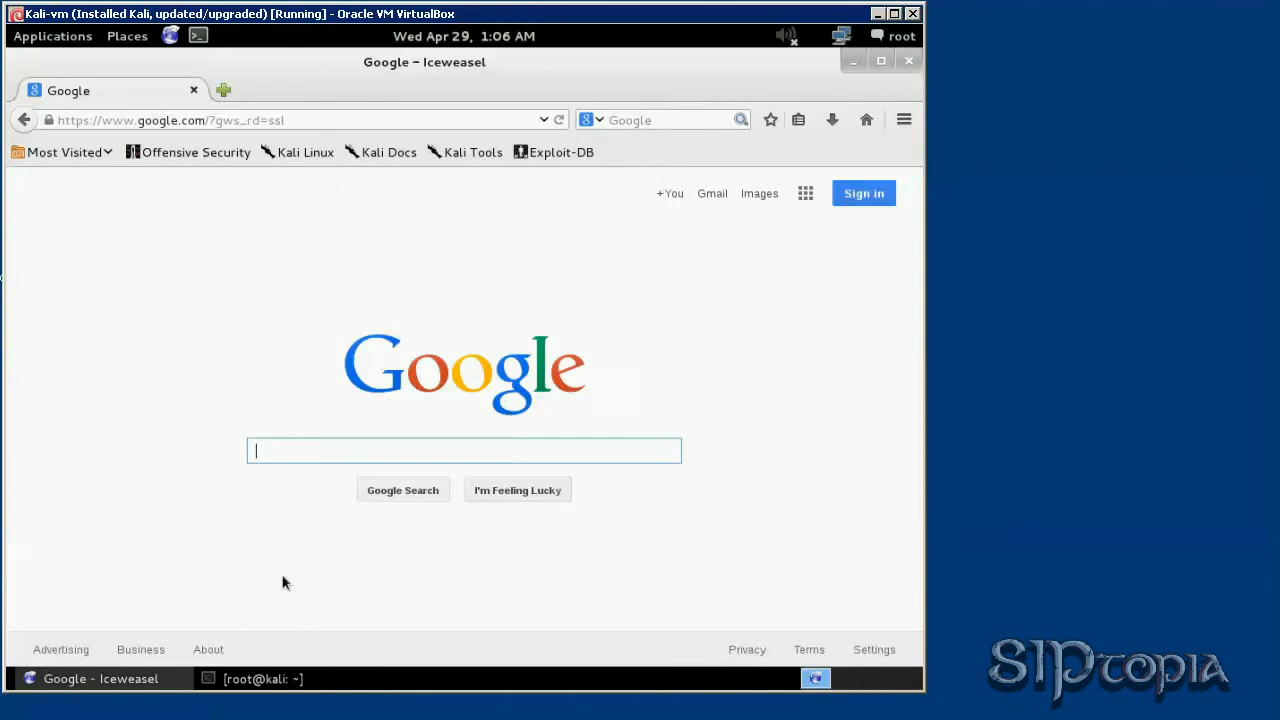 Kali-vm (Installed Kali, updated/upgraded) [Running] - Oracle VM VirtualBox
Applications Places Wed Apr 29, 1:06 AM root
Google - Iceweasel
Google
https://www.google.com/?gws_rd=ssl Google
Most Visited Offensive Security Kali Linux Kali Docs Kali Tools Exploit-DB
+You Gmail Images Sign in
Google
Google Search I'm Feeling Lucky
Advertising Business About Privacy Terms Settings
Google - Iceweasel [root@kali: ~]
SIPtopia